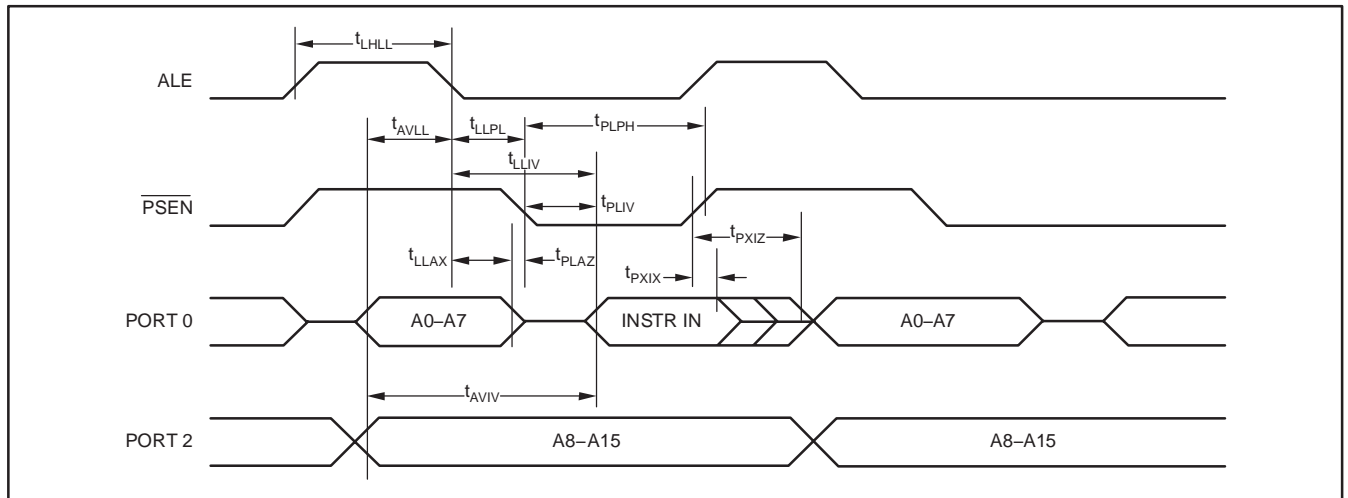 tLHLL
ALE
tAVLL tLLPL tPLPH
tLLIV
PSEN
tPLIV
tPXIZ
tLLAX tPLAZ
tPXIX
PORT 0 A0–A7 INSTR IN A0–A7
tAVIV
PORT 2 A8–A15 A8–A15